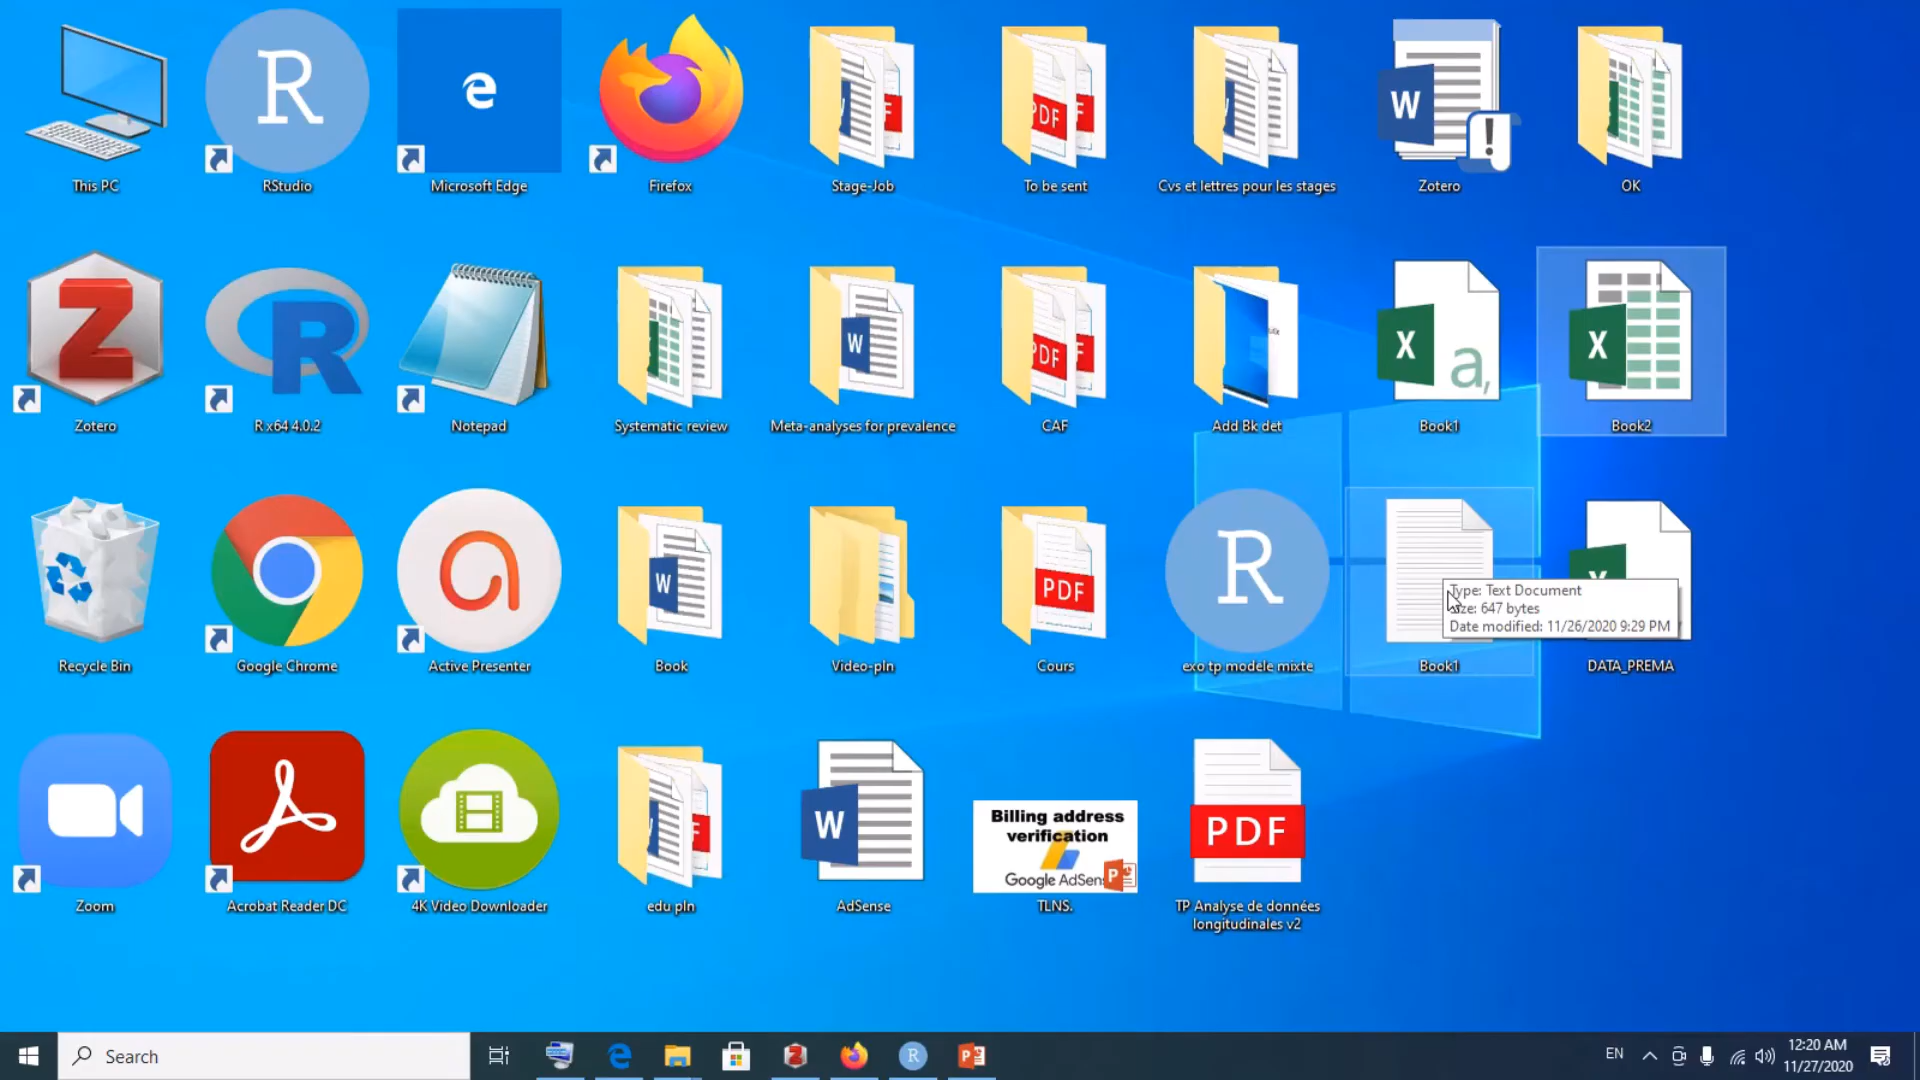 This PC
RStudio
Microsoft Edge
Firefox
Stage-Job
To be sent
Cvs et lettres pour les stages
Zotero
OK
Zotero
R x64 4.0.2
Notepad
Systematic review
Meta-analyses for prevalence
CAF
Add Bk det
Book1
Book2
Recycle Bin
Google Chrome
Active Presenter
Book
Video-pln
Cours
exo tp modele mixte
Book1
DATA_PREMA
Type: Text Document
Size: 647 bytes
Date modified: 11/26/2020 9:29 PM
Zoom
Acrobat Reader DC
4K Video Downloader
edu pln
AdSense
Billing address
verification
Google AdSens
TLNS.
PDF
TP Analyse de données
longitudinales v2
Search
EN
12:20 AM
11/27/2020